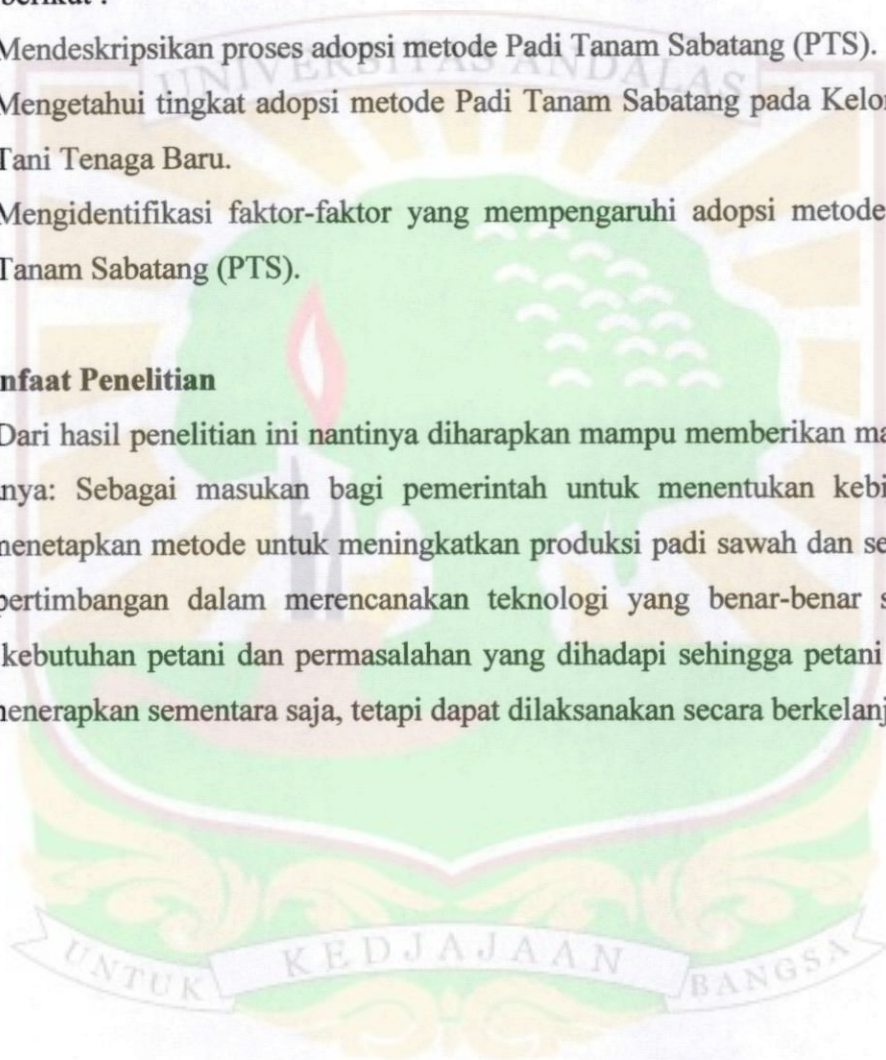 berikut :
Mendeskripsikan proses adopsi metode Padi Tanam Sabatang (PTS).
UNIVERSITAS ANDALAS
Mengetahui tingkat adopsi metode Padi Tanam Sabatang pada Kelo
Tani Tenaga Baru.
Mengidentifikasi faktor-faktor yang mempengaruhi adopsi metode
Tanam Sabatang (PTS).
nfaat Penelitian
Dari hasil penelitian ini nantinya diharapkan mampu memberikan ma
nya: Sebagai masukan bagi pemerintah untuk menentukan kebi
menetapkan metode untuk meningkatkan produksi padi sawah dan se
pertimbangan dalam merencanakan teknologi yang benar-benar s
kebutuhan petani dan permasalahan yang dihadapi sehingga petani
menerapkan sementara saja, tetapi dapat dilaksanakan secara berkelanj
UNTUK KEDJAJAAN BANGSA